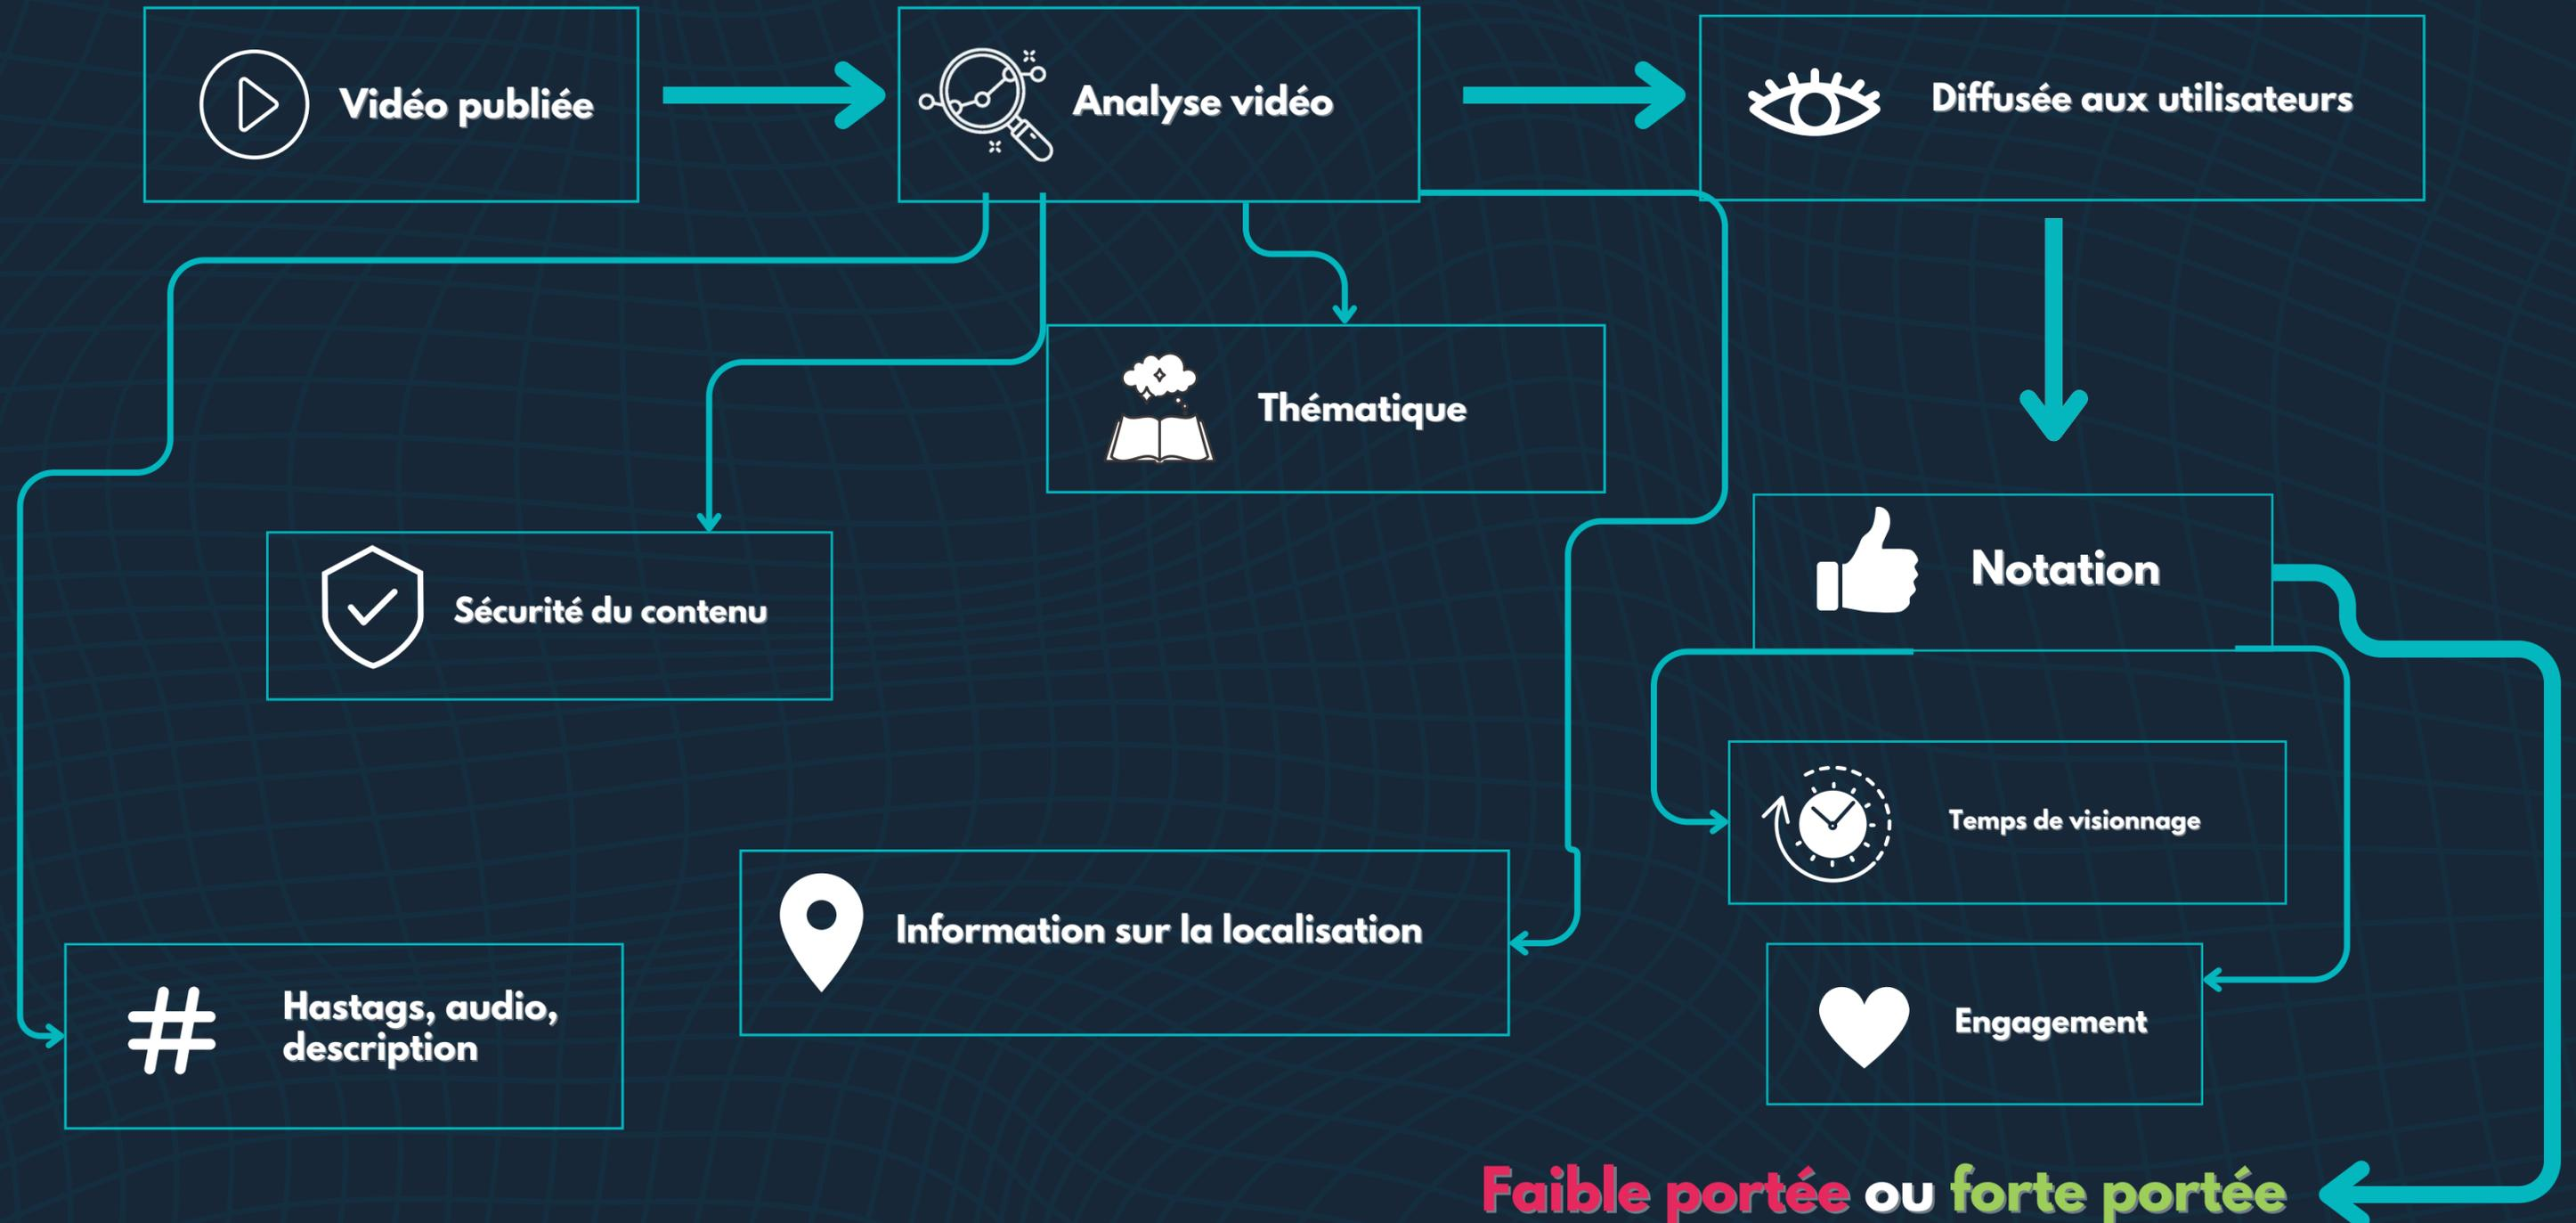 Vidéo publiée
Analyse vidéo
Diffusée aux utilisateurs
Thématique
Sécurité du contenu
Notation
Temps de visionnage
Information sur la localisation
Hastags, audio,
description
Engagement
Faible portée ou forte portée